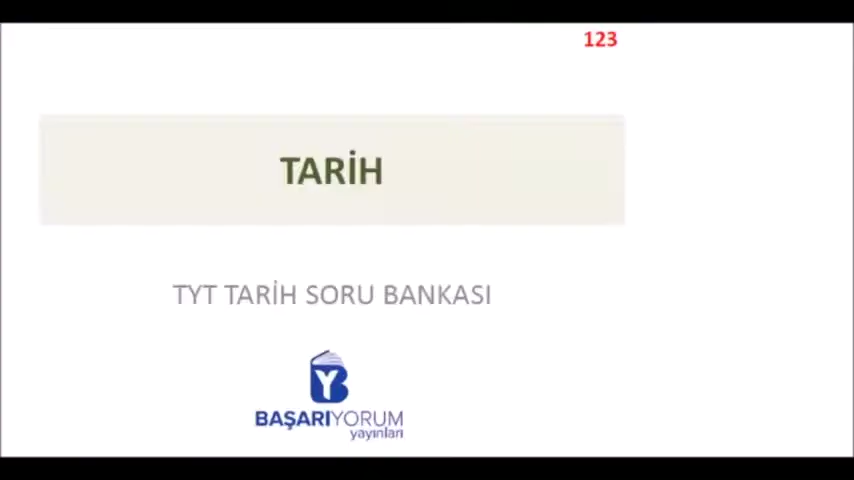 123
TARİH
TYT TARİH SORU BANKASI
BAŞARIYORUM
yayınları